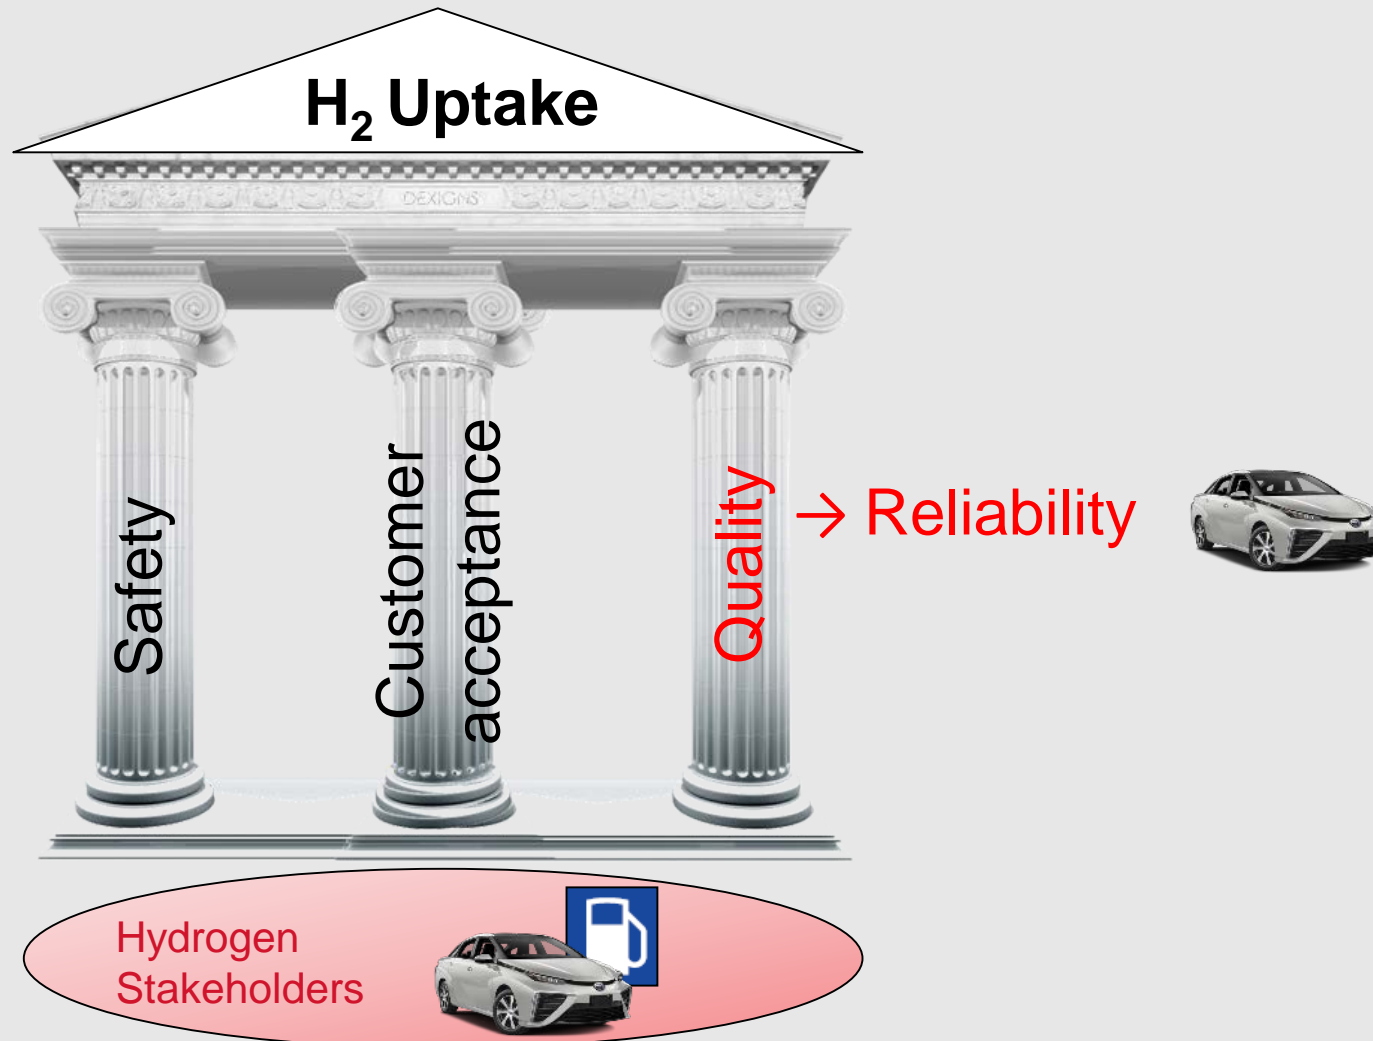 H₂ Uptake
DEXIGNS
Safety
Customer
acceptance
Quality
→ Reliability
Hydrogen
Stakeholders